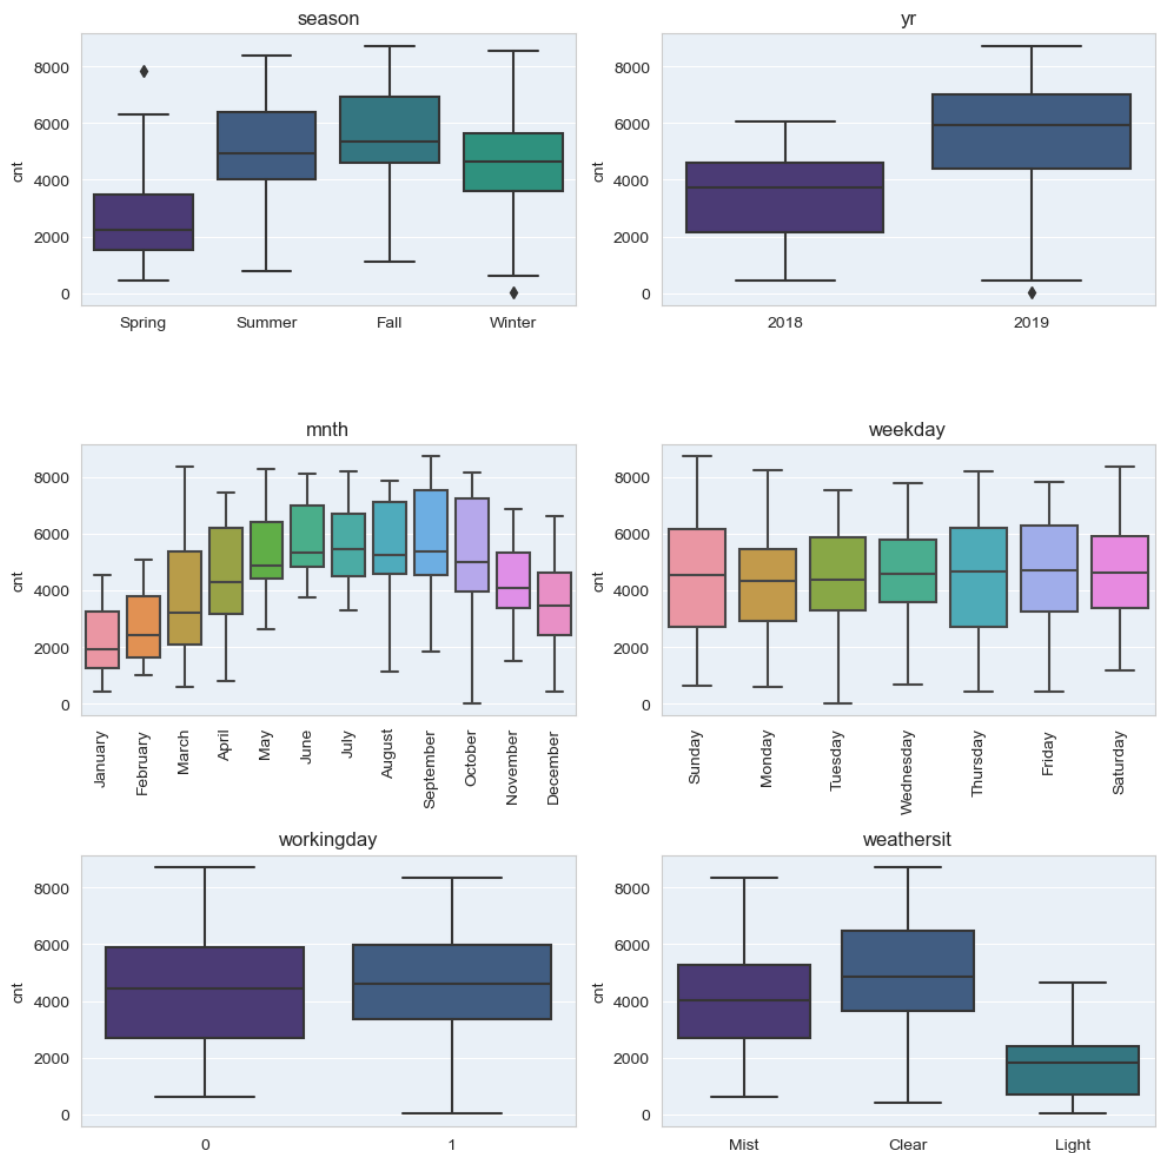 season
8000
6000
4000
2000
0
cnt
Spring Summer Fall Winter
yr
8000
6000
4000
2000
0
cnt
2018 2019
mnth
8000
6000
4000
2000
0
cnt
January February March April May June July August September October November December
weekday
8000
6000
4000
2000
0
cnt
Sunday Monday Tuesday Wednesday Thursday Friday Saturday
workingday
8000
6000
4000
2000
0
cnt
0 1
weathersit
8000
6000
4000
2000
0
cnt
Mist Clear Light